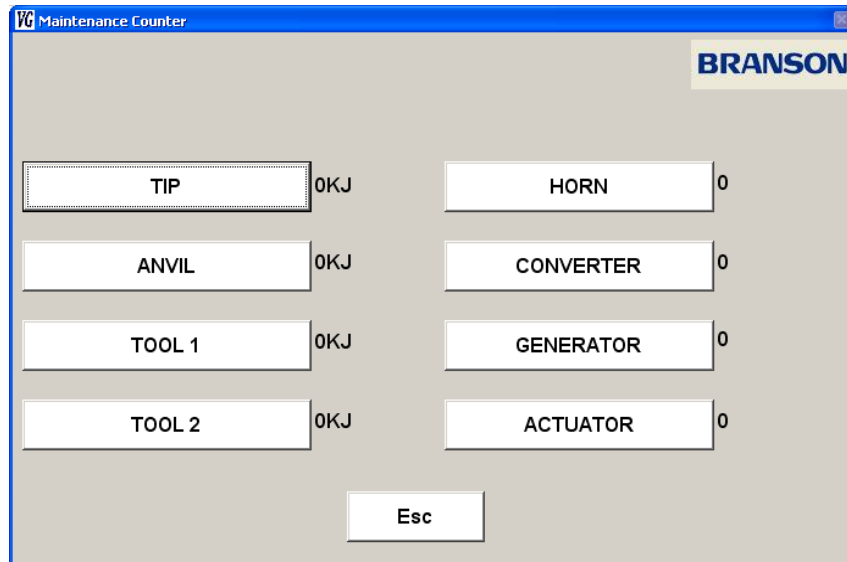 VG Maintenance Counter
BRANSON
TIP 0KJ HORN 0
ANVIL 0KJ CONVERTER 0
TOOL 1 0KJ GENERATOR 0
TOOL 2 0KJ ACTUATOR 0
Esc